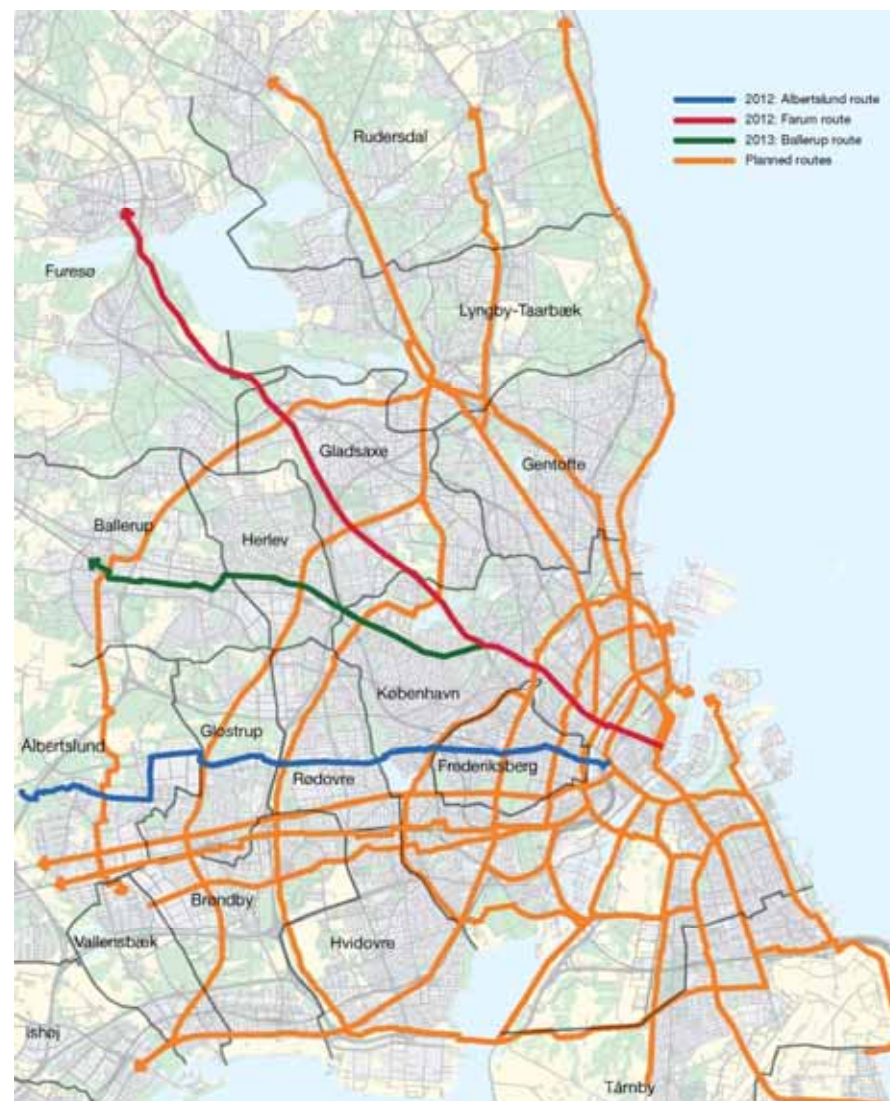 2012: Albertslund route
2012: Farum route
2013: Ballerup route
Planned routes
Rudersdal
Furesø
Lyngby-Taarbæk
Gladsaxe
Gentofte
Ballerup
Herlev
København
Glostrup
Albertslund
Rødovre
Frederiksberg
Brøndby
Vallensbæk
Hvidovre
Ishøj
Tårnby